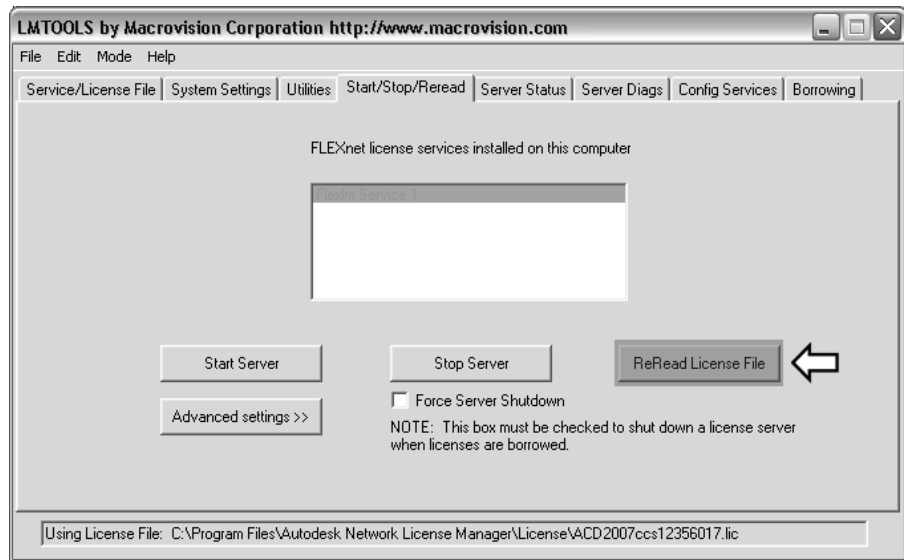 LMTOOLS by Macrovision Corporation http://www.macrovision.com
File Edit Mode Help
Service/License File System Settings Utilities Start/Stop/Reread Server Status Server Diags Config Services Borrowing
FLEXnet license services installed on this computer
Flexlm Service 1
Start Server Stop Server ReRead License File
Advanced settings >> Force Server Shutdown
NOTE: This box must be checked to shut down a license server
when licenses are borrowed.
Using License File: C:\Program Files\Autodesk Network License Manager\License\ACD2007ccs12356017.lic